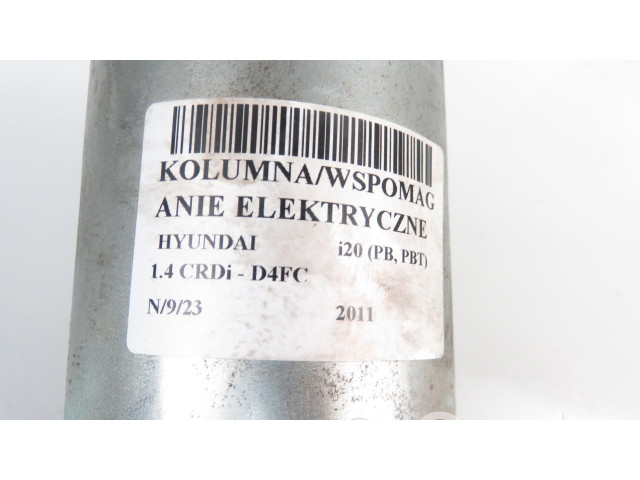 KOLUMNA/WSPOMAG
ANIE ELEKTRYCZNE
HYUNDAI i20 (PB, PBT)
1.4 CRDi - D4FC
N/9/23 2011